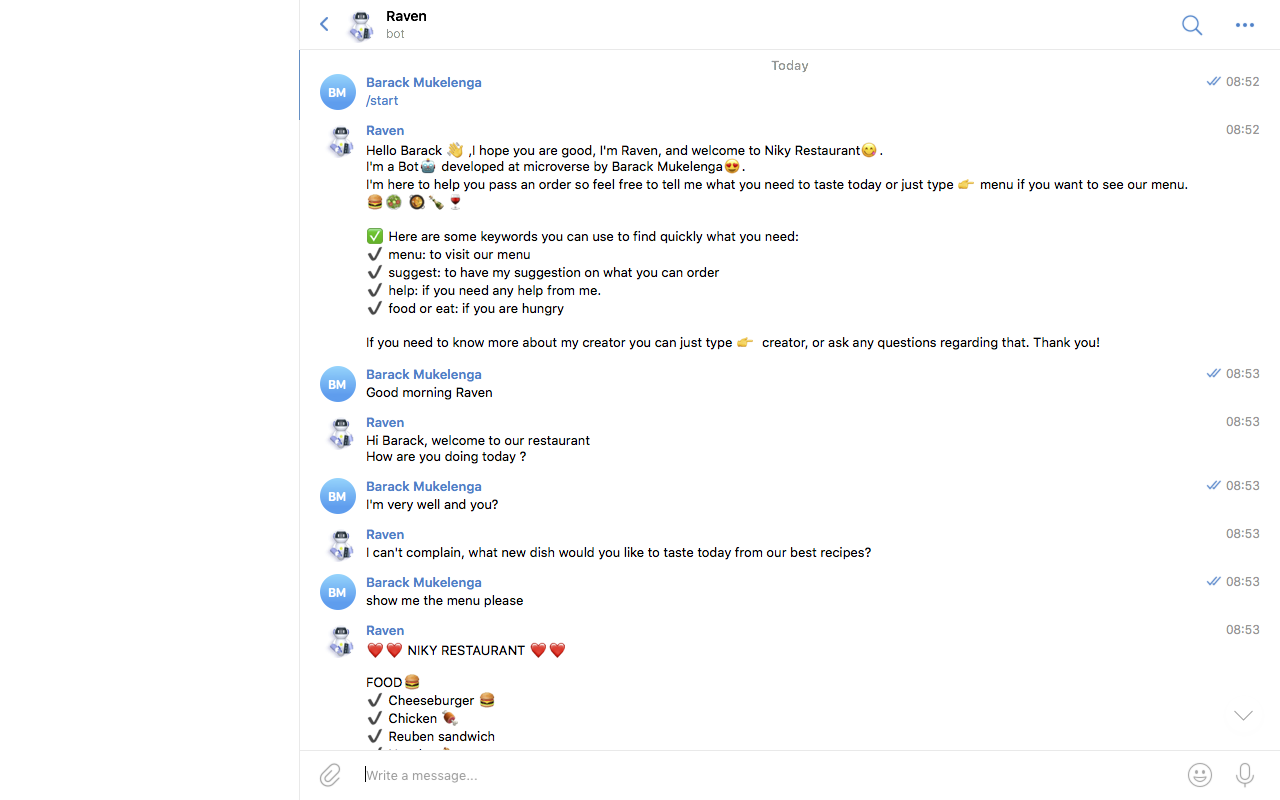 Raven
bot
Today
BM
Barack Mukelenga
08:52
/start
Raven
08:52
Hello Barack 👋 ,I hope you are good, I'm Raven, and welcome to Niky Restaurant😋.
I'm a Bot🤖 developed at microverse by Barack Mukelenga😍.
I'm here to help you pass an order so feel free to tell me what you need to taste today or just type 👉 menu if you want to see our menu.
🍔🥗 🥘🍾🍷
✅ Here are some keywords you can use to find quickly what you need:
✔ menu: to visit our menu
✔ suggest: to have my suggestion on what you can order
✔ help: if you need any help from me.
✔ food or eat: if you are hungry
If you need to know more about my creator you can just type 👉 creator, or ask any questions regarding that. Thank you!
BM
Barack Mukelenga
08:53
Good morning Raven
Raven
08:53
Hi Barack, welcome to our restaurant
How are you doing today ?
BM
Barack Mukelenga
08:53
I'm very well and you?
Raven
08:53
I can't complain, what new dish would you like to taste today from our best recipes?
BM
Barack Mukelenga
08:53
show me the menu please
Raven
08:53
❤️❤️ NIKY RESTAURANT ❤️❤️
FOOD🍔
✔ Cheeseburger 🍔
✔ Chicken 🍗
✔ Reuben sandwich
Write a message...